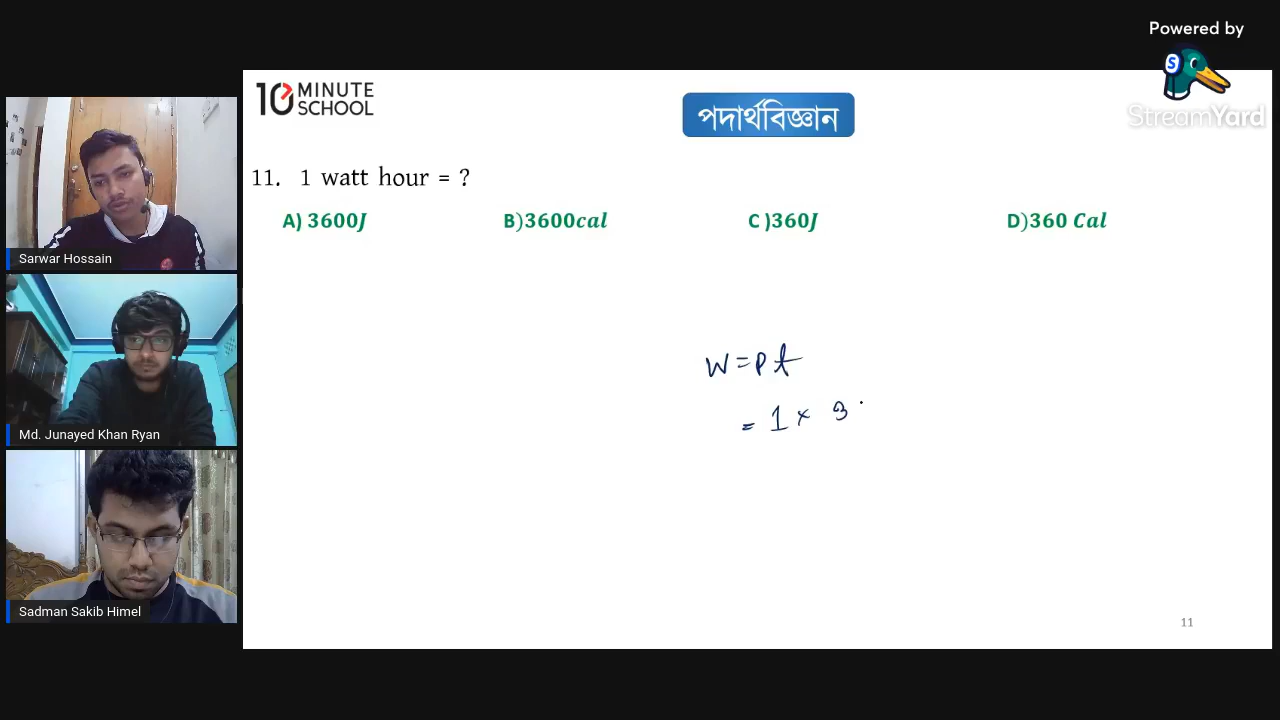 Powered by
StreamYard
10 MINUTE SCHOOL
পদার্থবিজ্ঞান
11. 1 watt hour = ?
A) 3600J B)3600cal C )360J D)360 Cal
W=Pt
= 1 × 3
Sarwar Hossain
Md. Junayed Khan Ryan
Sadman Sakib Himel
11